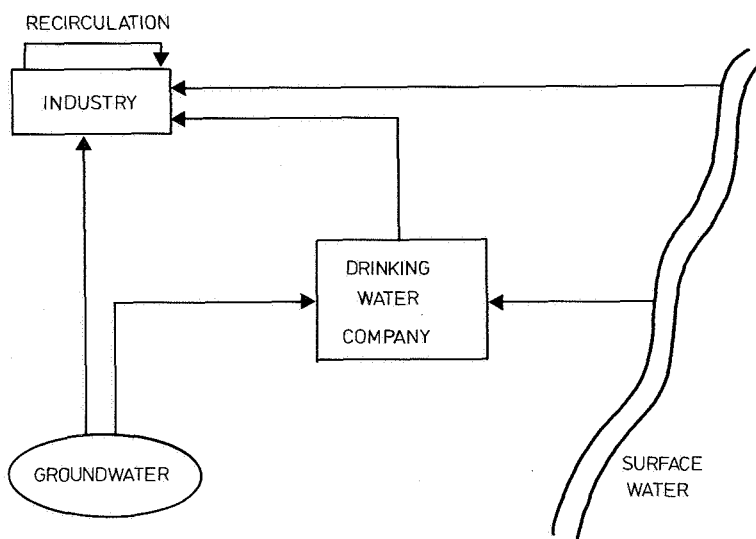 RECIRCULATION
INDUSTRY
DRINKING
WATER
COMPANY
GROUNDWATER
SURFACE
WATER